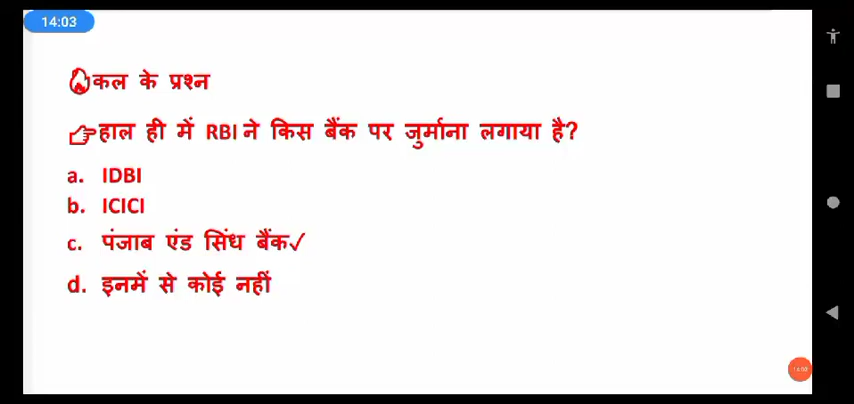 14:03
कल के प्रश्न
हाल ही में RBI ने किस बैंक पर जुर्माना लगाया है?
a. IDBI
b. ICICI
c. पंजाब एंड सिंध बैंक✓
d. इनमें से कोई नहीं